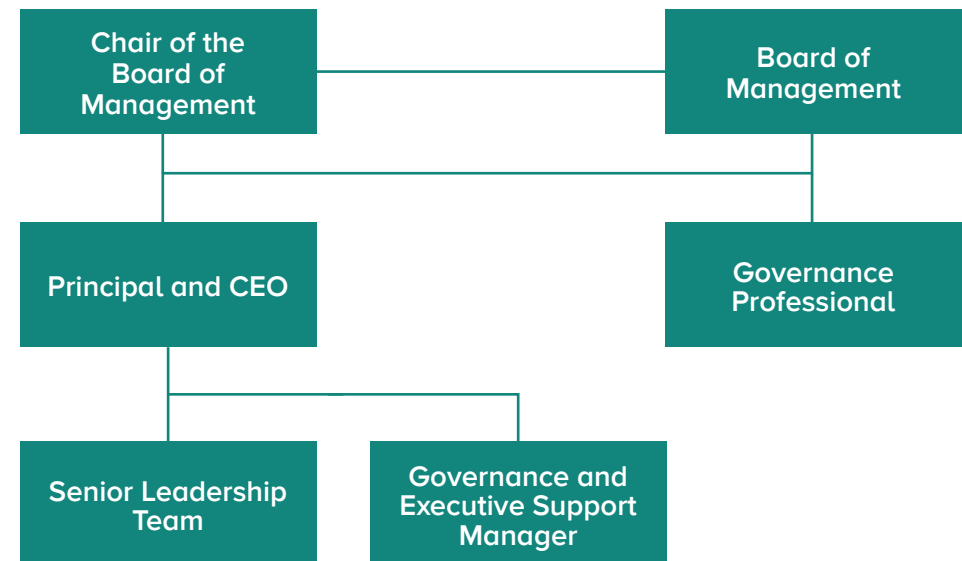 Chair of the
Board of
Management
Board of
Management
Principal and CEO
Governance
Professional
Senior Leadership
Team
Governance and
Executive Support
Manager